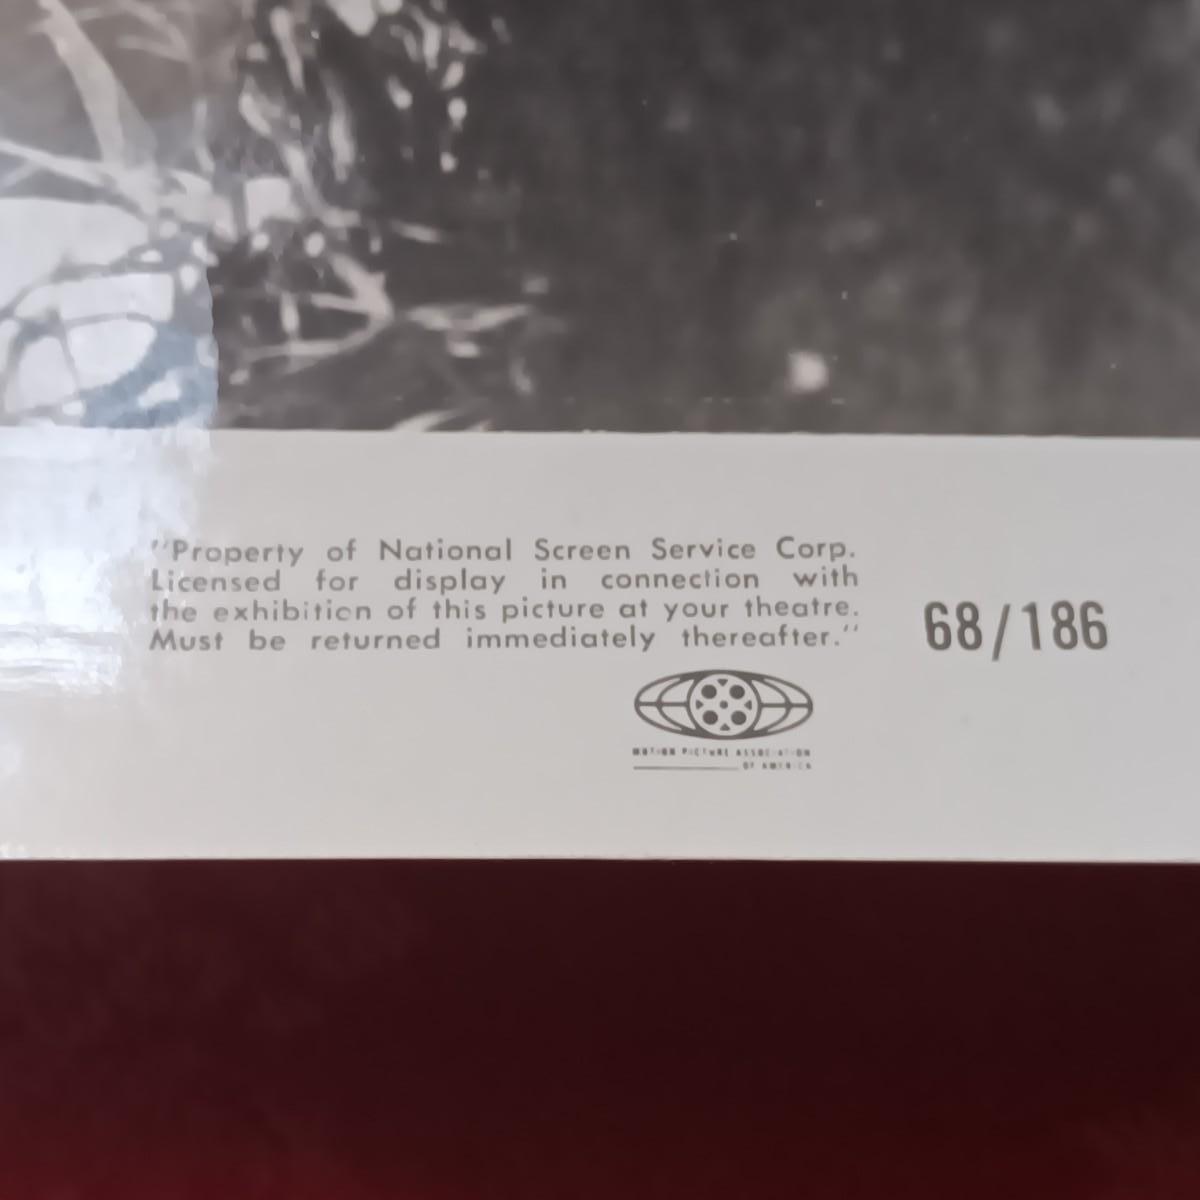 "Property of National Screen Service Corp.
Licensed for display in connection with
the exhibition of this picture at your theatre.
Must be returned immediately thereafter."
68/186
MOTION PICTURE ASSOCIATION
OF AMERICA